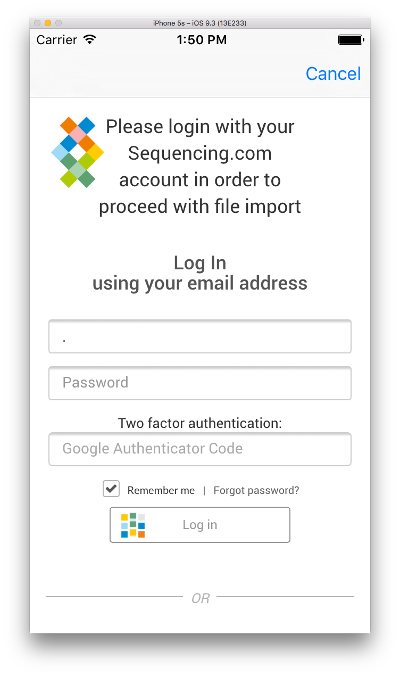 iPhone 5s – iOS 9.3 (13E233)
Carrier 1:50 PM
Cancel
Please login with your
Sequencing.com
account in order to
proceed with file import
Log In
using your email address
.
Password
Two factor authentication:
Google Authenticator Code
Remember me | Forgot password?
Log in
OR